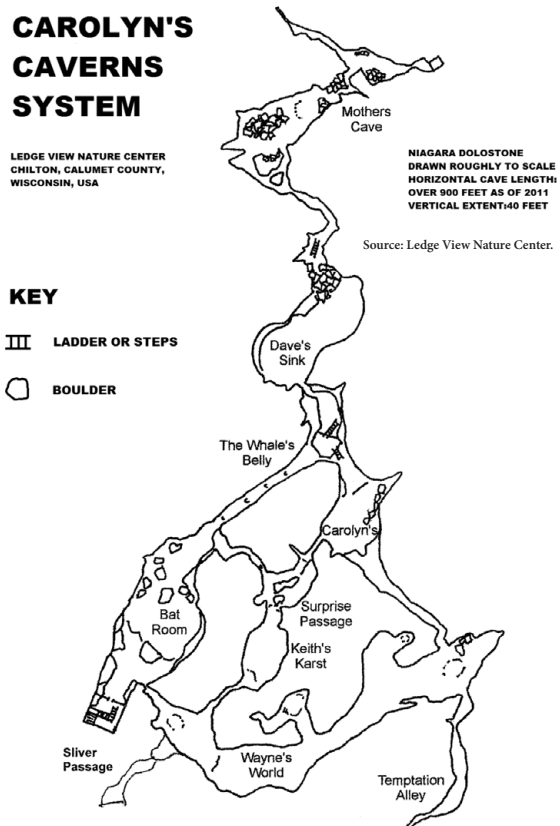 CAROLYN'S
CAVERNS
SYSTEM
LEDGE VIEW NATURE CENTER
CHILTON, CALUMET COUNTY,
WISCONSIN, USA
Mothers
Cave
NIAGARA DOLOSTONE
DRAWN ROUGHLY TO SCALE
HORIZONTAL CAVE LENGTH:
OVER 900 FEET AS OF 2011
VERTICAL EXTENT:40 FEET
Source: Ledge View Nature Center.
KEY
LADDER OR STEPS
BOULDER
Dave's
Sink
The Whale's
Belly
Carolyn's
Bat
Room
Surprise
Passage
Keith's
Karst
Sliver
Passage
Wayne's
World
Temptation
Alley